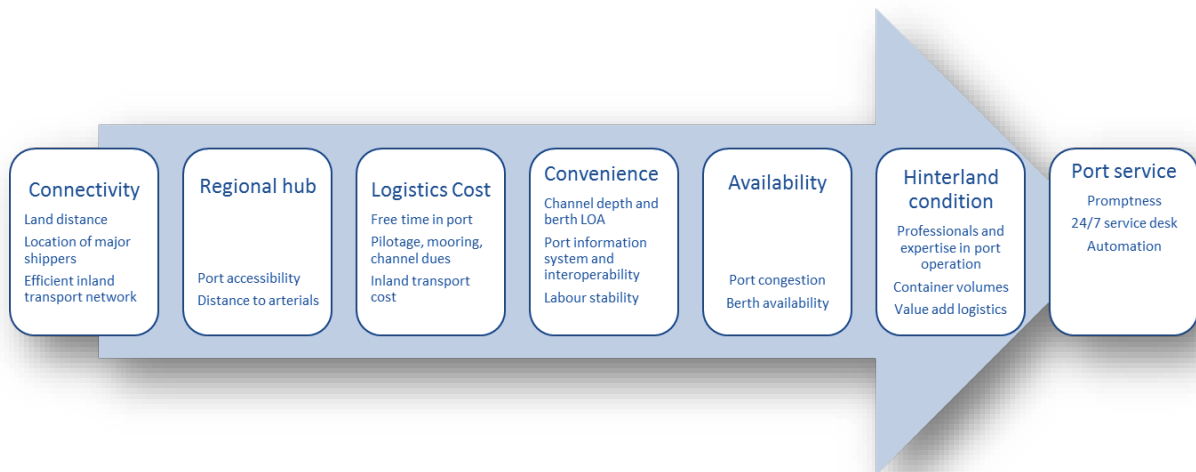 Connectivity
Land distance
Location of major
shippers
Efficient inland
transport network
Regional hub
Port accessibility
Distance to arterials
Logistics Cost
Free time in port
Pilotage, mooring,
channel dues
Inland transport
cost
Convenience
Channel depth and
berth LOA
Port information
system and
interoperability
Labour stability
Availability
Port congestion
Berth availability
Hinterland
condition
Professionals and
expertise in port
operation
Container volumes
Value add logistics
Port service
Promptness
24/7 service desk
Automation